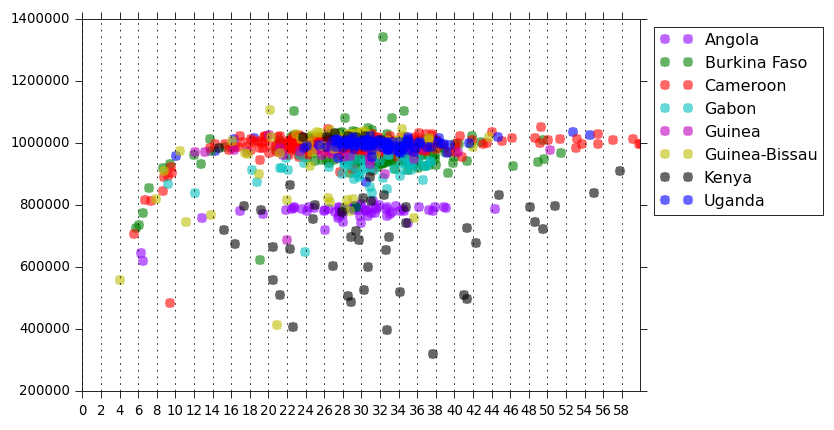 1400000
1200000
1000000
800000
600000
400000
200000
0 2 4 6 8 10 12 14 16 18 20 22 24 26 28 30 32 34 36 38 40 42 44 46 48 50 52 54 56 58
Angola
Burkina Faso
Cameroon
Gabon
Guinea
Guinea-Bissau
Kenya
Uganda